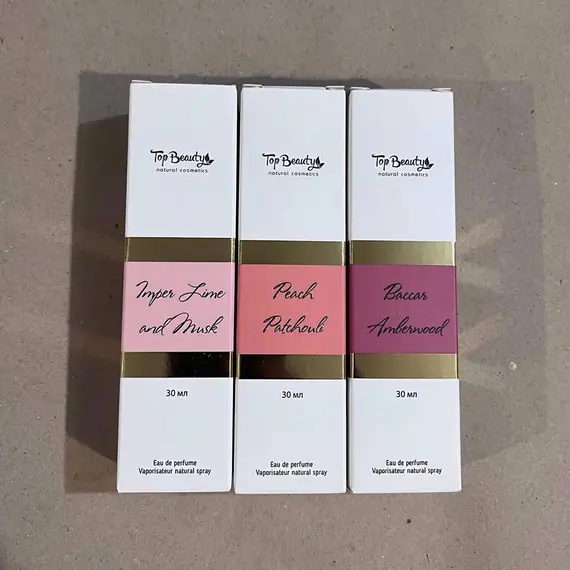 Top Beauty
natural cosmetics
Imper Lime
and Musk
30 мл
Eau de perfume
Vaporisateur natural spray
Top Beauty
natural cosmetics
Peach
Patchouli
30 мл
Eau de perfume
Vaporisateur natural spray
Top Beauty
natural cosmetics
Baccar
Amberwood
30 мл
Eau de perfume
Vaporisateur natural spray